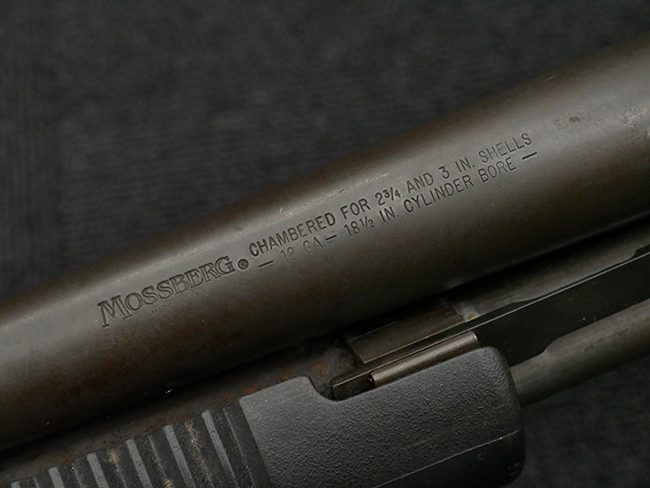 MOSSBERG® CHAMBERED FOR 2¾ AND 3 IN. SHELLS
— 12 GA — 18½ IN. CYLINDER BORE —